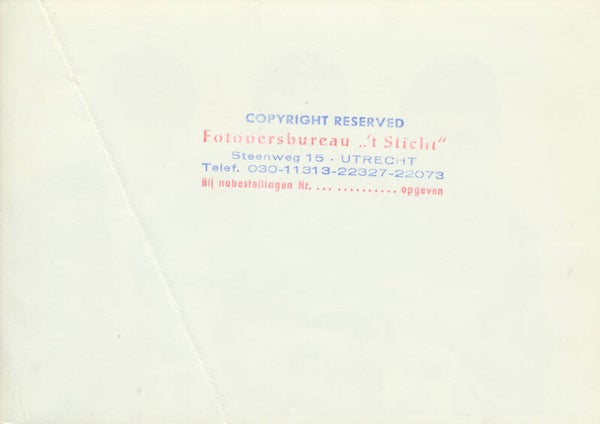 COPYRIGHT RESERVED
Fotopersbureau „'t Sticht"
Steenweg 15 - UTRECHT
Telef. 030-11313-22327-22073
Bij nabestellingen Nr. ... .......... opgeven